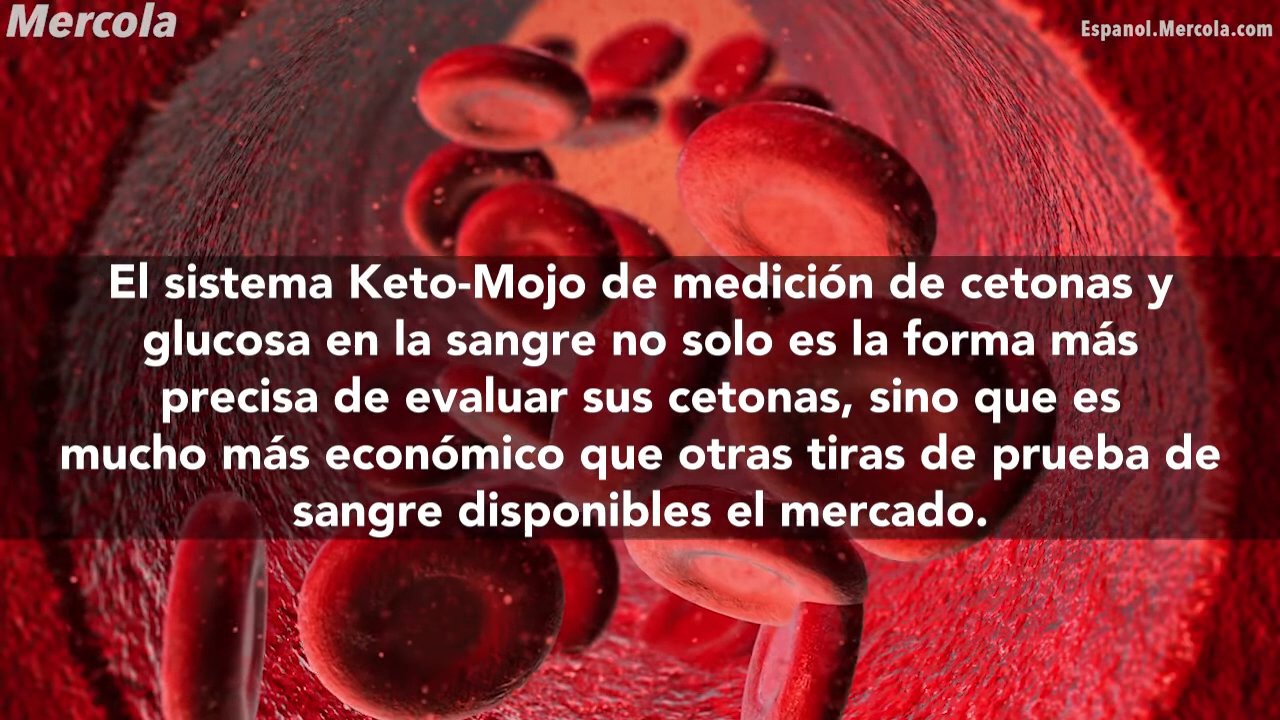 Mercola
Espanol.Mercola.com
El sistema Keto-Mojo de medición de cetonas y
glucosa en la sangre no solo es la forma más
precisa de evaluar sus cetonas, sino que es
mucho más económico que otras tiras de prueba de
sangre disponibles el mercado.